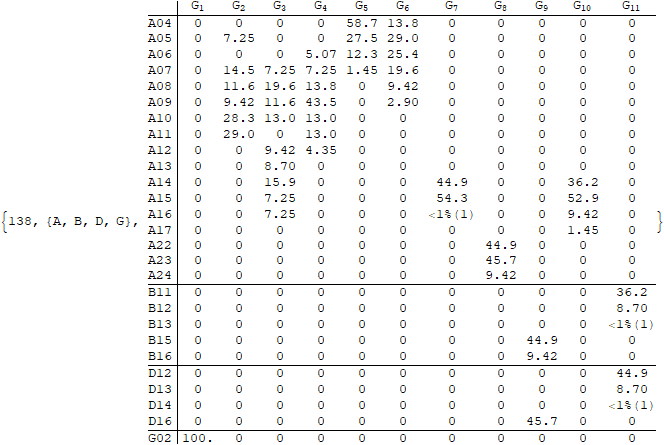 G1 G2 G3 G4 G5 G6 G7 G8 G9 G10 G11
A04 0 0 0 0 58.7 13.8 0 0 0 0 0
A05 0 7.25 0 0 27.5 29.0 0 0 0 0 0
A06 0 0 0 5.07 12.3 25.4 0 0 0 0 0
A07 0 14.5 7.25 7.25 1.45 19.6 0 0 0 0 0
A08 0 11.6 19.6 13.8 0 9.42 0 0 0 0 0
A09 0 9.42 11.6 43.5 0 2.90 0 0 0 0 0
A10 0 28.3 13.0 13.0 0 0 0 0 0 0 0
A11 0 29.0 0 13.0 0 0 0 0 0 0 0
A12 0 0 9.42 4.35 0 0 0 0 0 0 0
A13 0 0 8.70 0 0 0 0 0 0 0 0
A14 0 0 15.9 0 0 0 44.9 0 0 36.2 0
A15 0 0 7.25 0 0 0 54.3 0 0 52.9 0
{138, {A, B, D, G}, A16 0 0 7.25 0 0 0 <1%(1) 0 0 9.42 0 }
A17 0 0 0 0 0 0 0 0 0 1.45 0
A22 0 0 0 0 0 0 0 44.9 0 0 0
A23 0 0 0 0 0 0 0 45.7 0 0 0
A24 0 0 0 0 0 0 0 9.42 0 0 0
B11 0 0 0 0 0 0 0 0 0 0 36.2
B12 0 0 0 0 0 0 0 0 0 0 8.70
B13 0 0 0 0 0 0 0 0 0 0 <1%(1)
B15 0 0 0 0 0 0 0 0 44.9 0 0
B16 0 0 0 0 0 0 0 0 9.42 0 0
D12 0 0 0 0 0 0 0 0 0 0 44.9
D13 0 0 0 0 0 0 0 0 0 0 8.70
D14 0 0 0 0 0 0 0 0 0 0 <1%(1)
D16 0 0 0 0 0 0 0 0 45.7 0 0
G02 100. 0 0 0 0 0 0 0 0 0 0